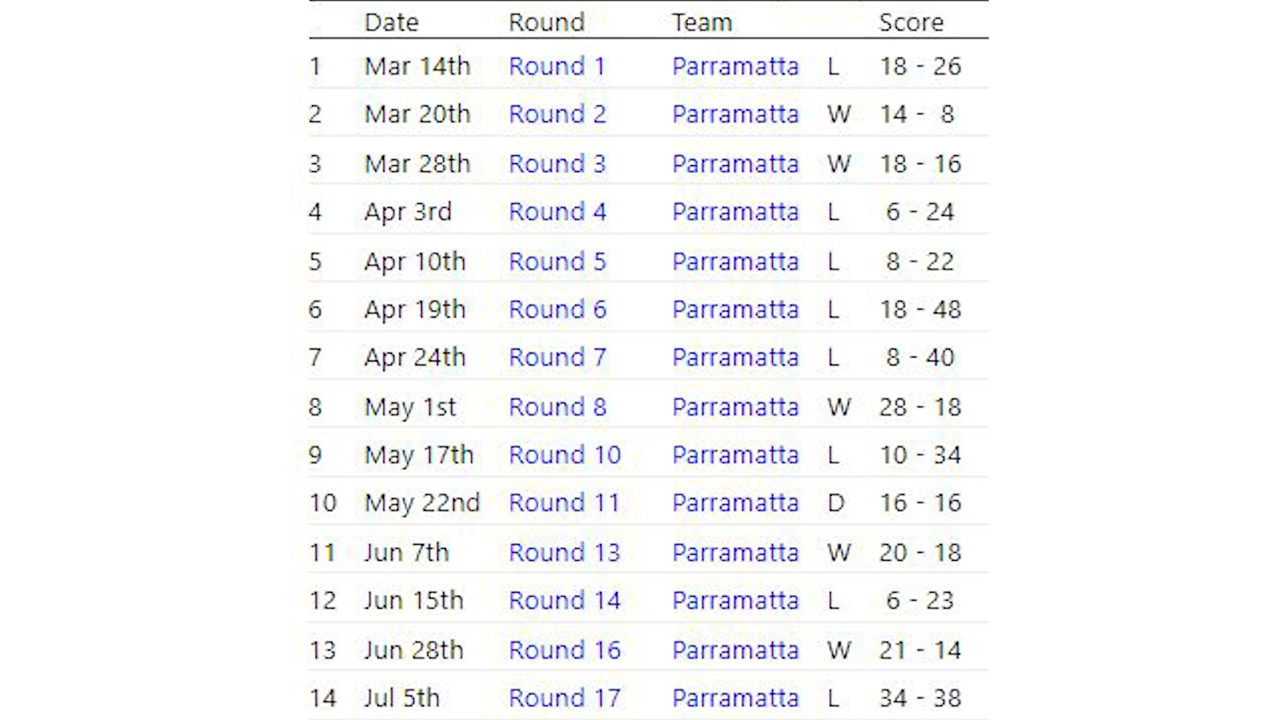 Date Round Team Score
1 Mar 14th Round 1 Parramatta L 18 - 26
2 Mar 20th Round 2 Parramatta W 14 - 8
3 Mar 28th Round 3 Parramatta W 18 - 16
4 Apr 3rd Round 4 Parramatta L 6 - 24
5 Apr 10th Round 5 Parramatta L 8 - 22
6 Apr 19th Round 6 Parramatta L 18 - 48
7 Apr 24th Round 7 Parramatta L 8 - 40
8 May 1st Round 8 Parramatta W 28 - 18
9 May 17th Round 10 Parramatta L 10 - 34
10 May 22nd Round 11 Parramatta D 16 - 16
11 Jun 7th Round 13 Parramatta W 20 - 18
12 Jun 15th Round 14 Parramatta L 6 - 23
13 Jun 28th Round 16 Parramatta W 21 - 14
14 Jul 5th Round 17 Parramatta L 34 - 38